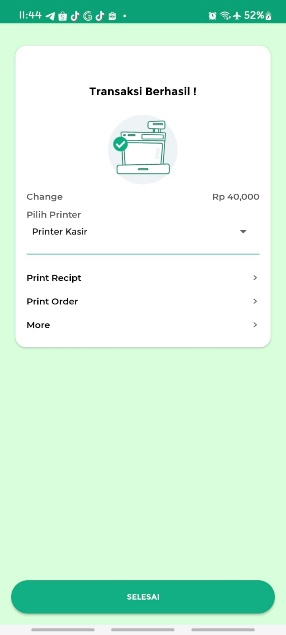 11:44
52%
Transaksi Berhasil !
Change Rp 40,000
Pilih Printer
Printer Kasir
Print Recipt
Print Order
More
SELESAI